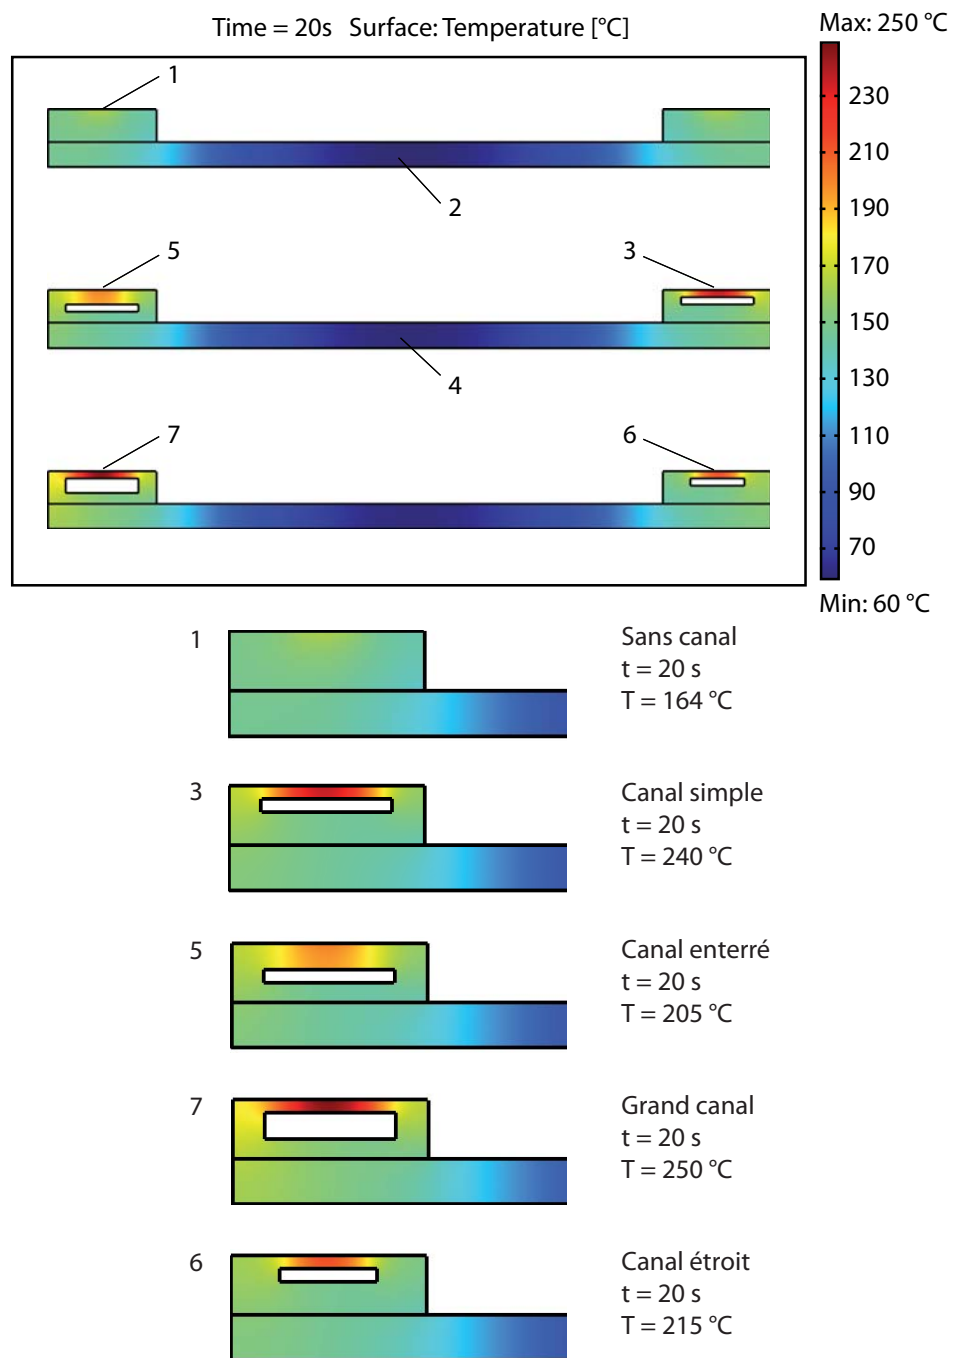 Time = 20s   Surface: Temperature [°C]
Max: 250 °C
230
210
190
170
150
130
110
90
70
Min: 60 °C
1
2
5
3
4
7
6
1
Sans canal
t = 20 s
T = 164 °C
3
Canal simple
t = 20 s
T = 240 °C
5
Canal enterré
t = 20 s
T = 205 °C
7
Grand canal
t = 20 s
T = 250 °C
6
Canal étroit
t = 20 s
T = 215 °C